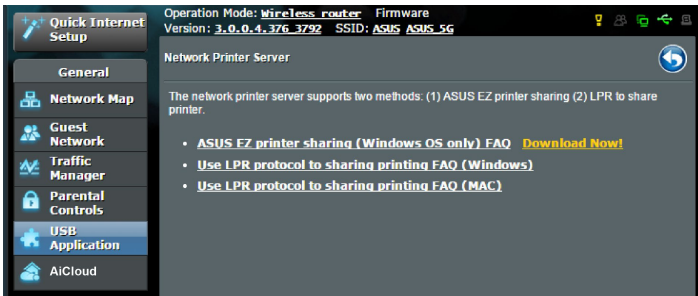 Quick Internet
Setup
General
Network Map
Guest
Network
Traffic
Manager
Parental
Controls
USB
Application
AiCloud
Operation Mode: Wireless router Firmware
Version: 3.0.0.4.376_3792 SSID: ASUS ASUS_5G
Network Printer Server
The network printer server supports two methods: (1) ASUS EZ printer sharing (2) LPR to share
printer.
• ASUS EZ printer sharing (Windows OS only) FAQ Download Now!
• Use LPR protocol to sharing printing FAQ (Windows)
• Use LPR protocol to sharing printing FAQ (MAC)